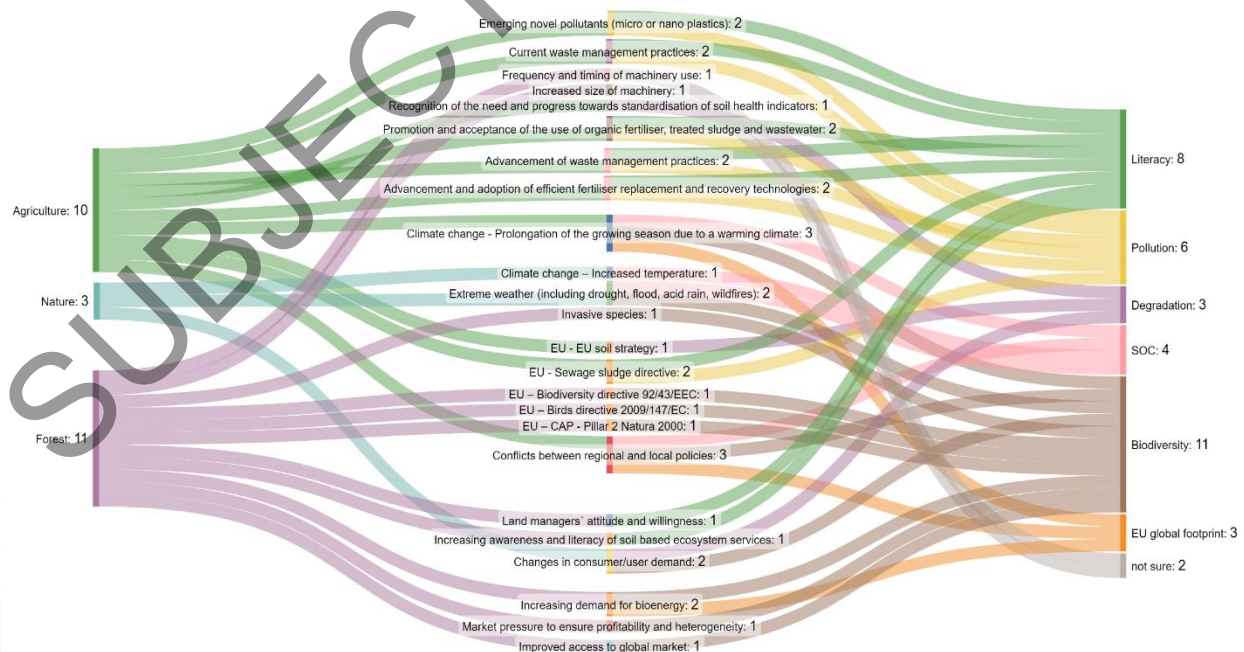 SUBJECT
Agriculture: 10
Nature: 3
Forest: 11
Emerging novel pollutants (micro or nano plastics): 2
Current waste management practices: 2
Frequency and timing of machinery use: 1
Increased size of machinery: 1
Recognition of the need and progress towards standardisation of soil health indicators: 1
Promotion and acceptance of the use of organic fertiliser, treated sludge and wastewater: 2
Advancement of waste management practices: 2
Advancement and adoption of efficient fertiliser replacement and recovery technologies: 2
Climate change - Prolongation of the growing season due to a warming climate: 3
Climate change – Increased temperature: 1
Extreme weather (including drought, flood, acid rain, wildfires): 2
Invasive species: 1
EU - EU soil strategy: 1
EU - Sewage sludge directive: 2
EU – Biodiversity directive 92/43/EEC: 1
EU – Birds directive 2009/147/EC: 1
EU – CAP - Pillar 2 Natura 2000: 1
Conflicts between regional and local policies: 3
Land managers´ attitude and willingness: 1
Increasing awareness and literacy of soil based ecosystem services: 1
Changes in consumer/user demand: 2
Increasing demand for bioenergy: 2
Market pressure to ensure profitability and heterogeneity: 1
Improved access to global market: 1
Literacy: 8
Pollution: 6
Degradation: 3
SOC: 4
Biodiversity: 11
EU global footprint: 3
not sure: 2